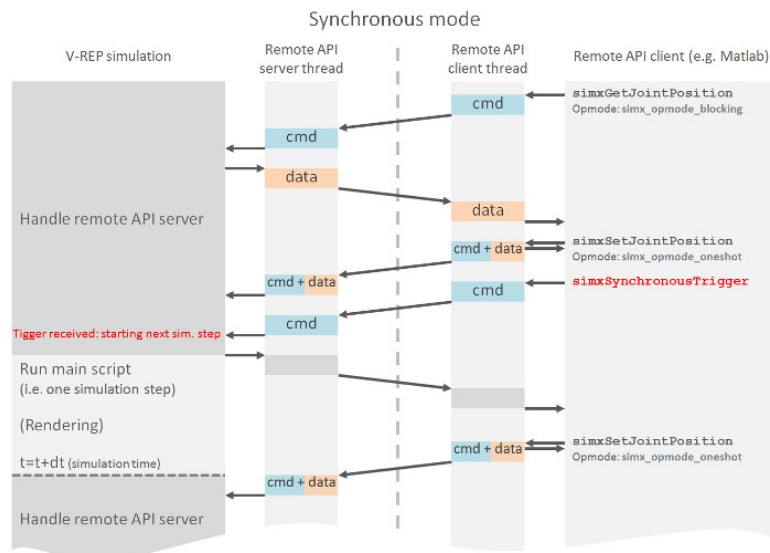 Synchronous mode
V-REP simulation
Remote API
server thread
Remote API
client thread
Remote API client (e.g. Matlab)
simxGetJointPosition
Opmode: simx_opmode_blocking
cmd
cmd
data
Handle remote API server
data
simxSetJointPosition
Opmode: simx_opmode_oneshot
cmd + data
cmd + data
simxSynchronousTrigger
cmd
cmd
Tigger received: starting next sim. step
Run main script
(i.e. one simulation step)
(Rendering)
simxSetJointPosition
Opmode: simx_opmode_oneshot
cmd + data
t=t+dt (simulation time)
cmd + data
Handle remote API server